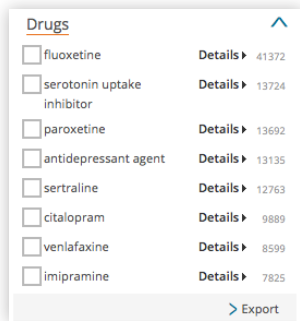 Drugs
fluoxetine Details 41372
serotonin uptake Details 13724
inhibitor
paroxetine Details 13692
antidepressant agent Details 13135
sertraline Details 12763
citalopram Details 9889
venlafaxine Details 8599
imipramine Details 7825
Export